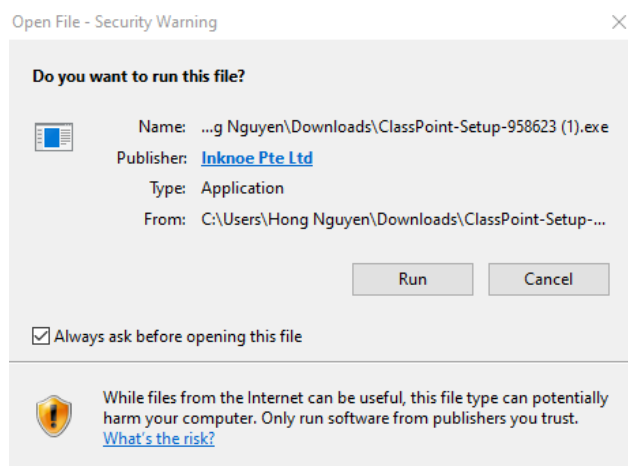 Open File - Security Warning
Do you want to run this file?
Name: ...g Nguyen\Downloads\ClassPoint-Setup-958623 (1).exe
Publisher: Inknoe Pte Ltd
Type: Application
From: C:\Users\Hong Nguyen\Downloads\ClassPoint-Setup-...
Run Cancel
Always ask before opening this file
While files from the Internet can be useful, this file type can potentially
harm your computer. Only run software from publishers you trust.
What's the risk?